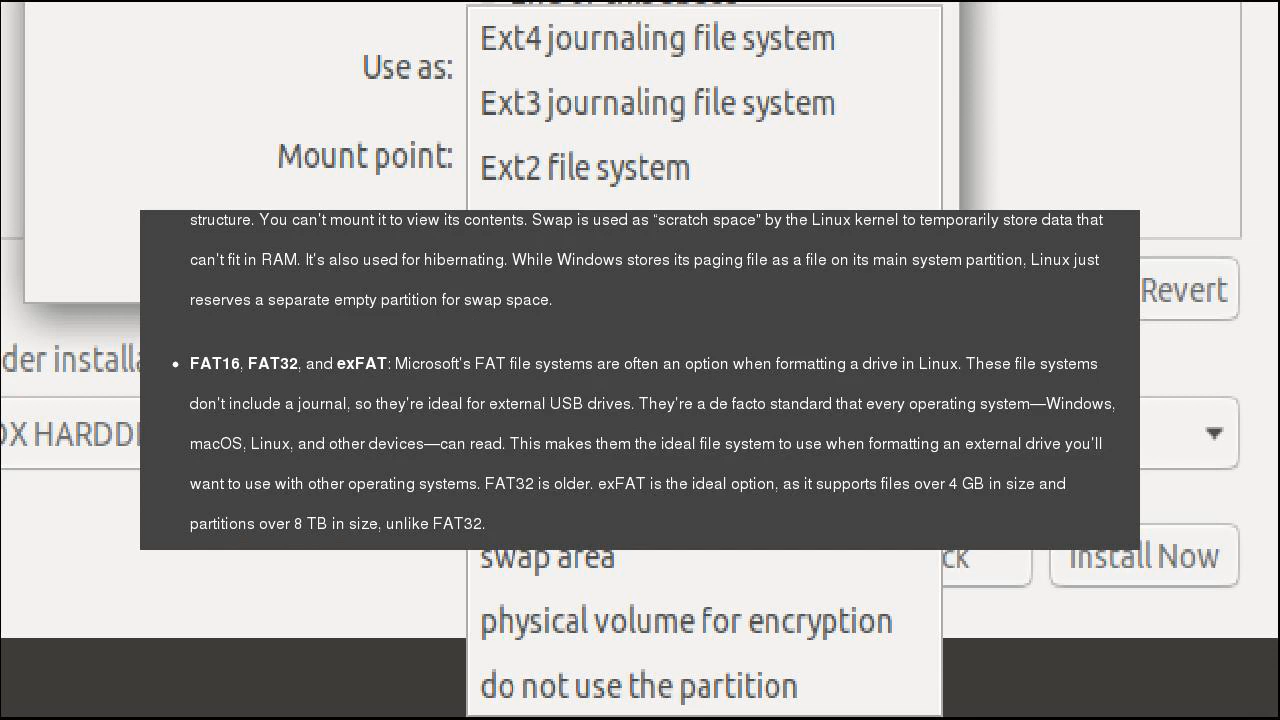 Ext4 journaling file system
Use as:
Ext3 journaling file system
Mount point:
Ext2 file system
structure. You can't mount it to view its contents. Swap is used as “scratch space” by the Linux kernel to temporarily store data that
can't fit in RAM. It's also used for hibernating. While Windows stores its paging file as a file on its main system partition, Linux just
reserves a separate empty partition for swap space.
Revert
der installa
• FAT16, FAT32, and exFAT: Microsoft's FAT file systems are often an option when formatting a drive in Linux. These file systems
don't include a journal, so they're ideal for external USB drives. They're a de facto standard that every operating system—Windows,
OX HARDD
macOS, Linux, and other devices—can read. This makes them the ideal file system to use when formatting an external drive you'll
want to use with other operating systems. FAT32 is older. exFAT is the ideal option, as it supports files over 4 GB in size and
partitions over 8 TB in size, unlike FAT32.
swap area
ck
Install Now
physical volume for encryption
do not use the partition